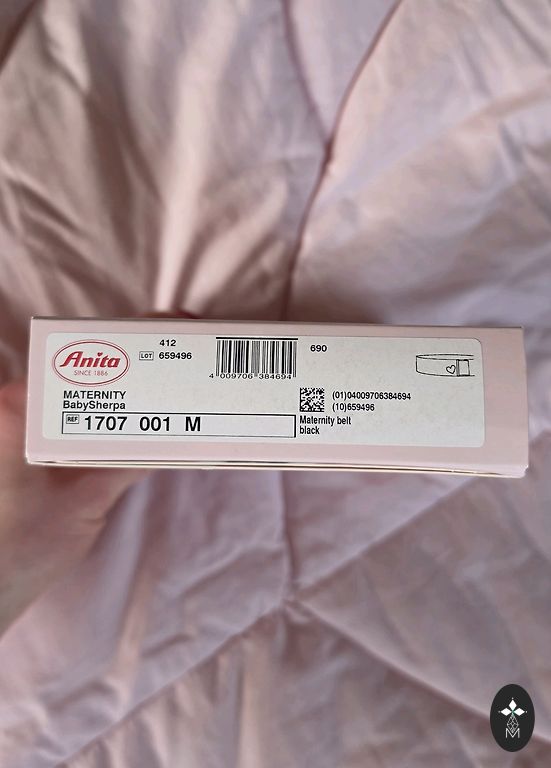 Anita
SINCE 1886
412
LOT 659496
4 009706 384694
690
MATERNITY
BabySherpa
REF 1707 001 M
(01)04009706384694
(10)659496
Maternity belt
black
M